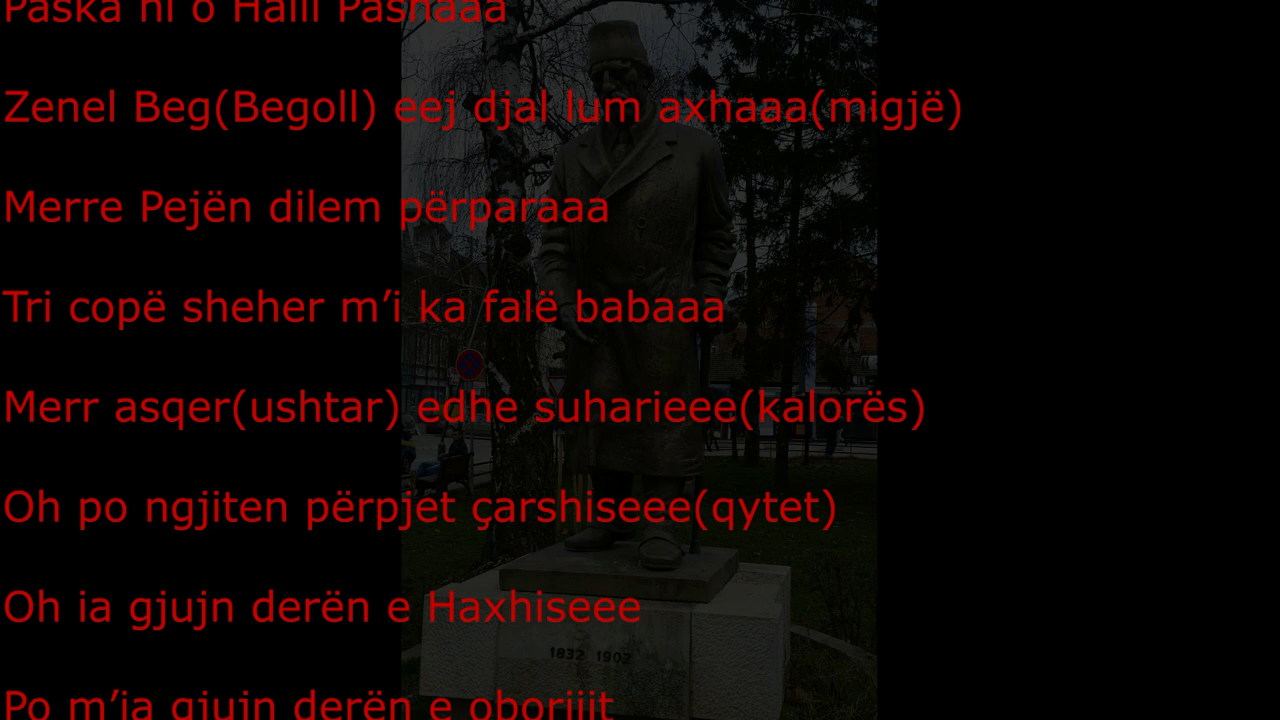 Paska hi o Halil Pashaaa
Zenel Beg(Begoll) eej djal lum axhaaa(migjë)
Merre Pejën dilem përparaaa
Tri copë sheher m’i ka falë babaaa
Merr asqer(ushtar) edhe suharieee(kalorës)
Oh po ngjiten përpjet çarshiseee(qytet)
Oh ia gjujn derën e Haxhiseee
Po m’ia gjujn derën e oborijit
1832 1902